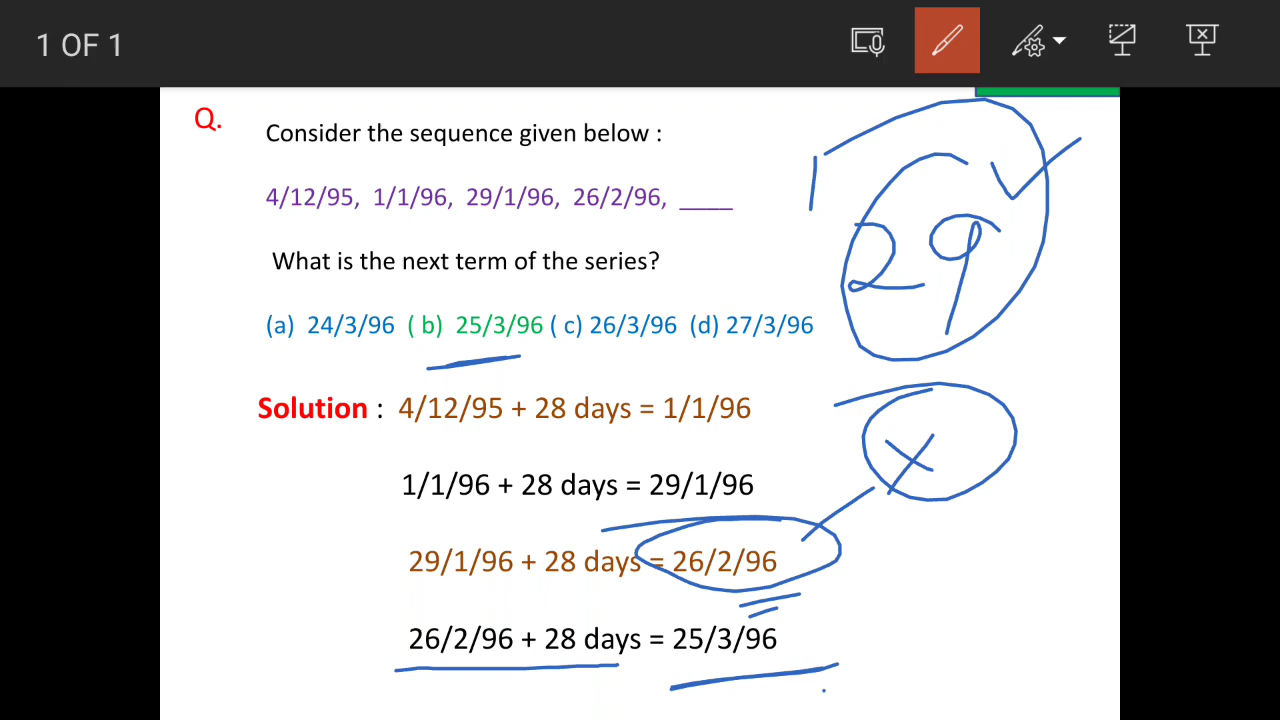 1 OF 1
Q.
Consider the sequence given below :
4/12/95, 1/1/96, 29/1/96, 26/2/96, ____
What is the next term of the series?
(a) 24/3/96 ( b) 25/3/96 ( c) 26/3/96 (d) 27/3/96
29
Solution : 4/12/95 + 28 days = 1/1/96
1/1/96 + 28 days = 29/1/96
29/1/96 + 28 days = 26/2/96
26/2/96 + 28 days = 25/3/96